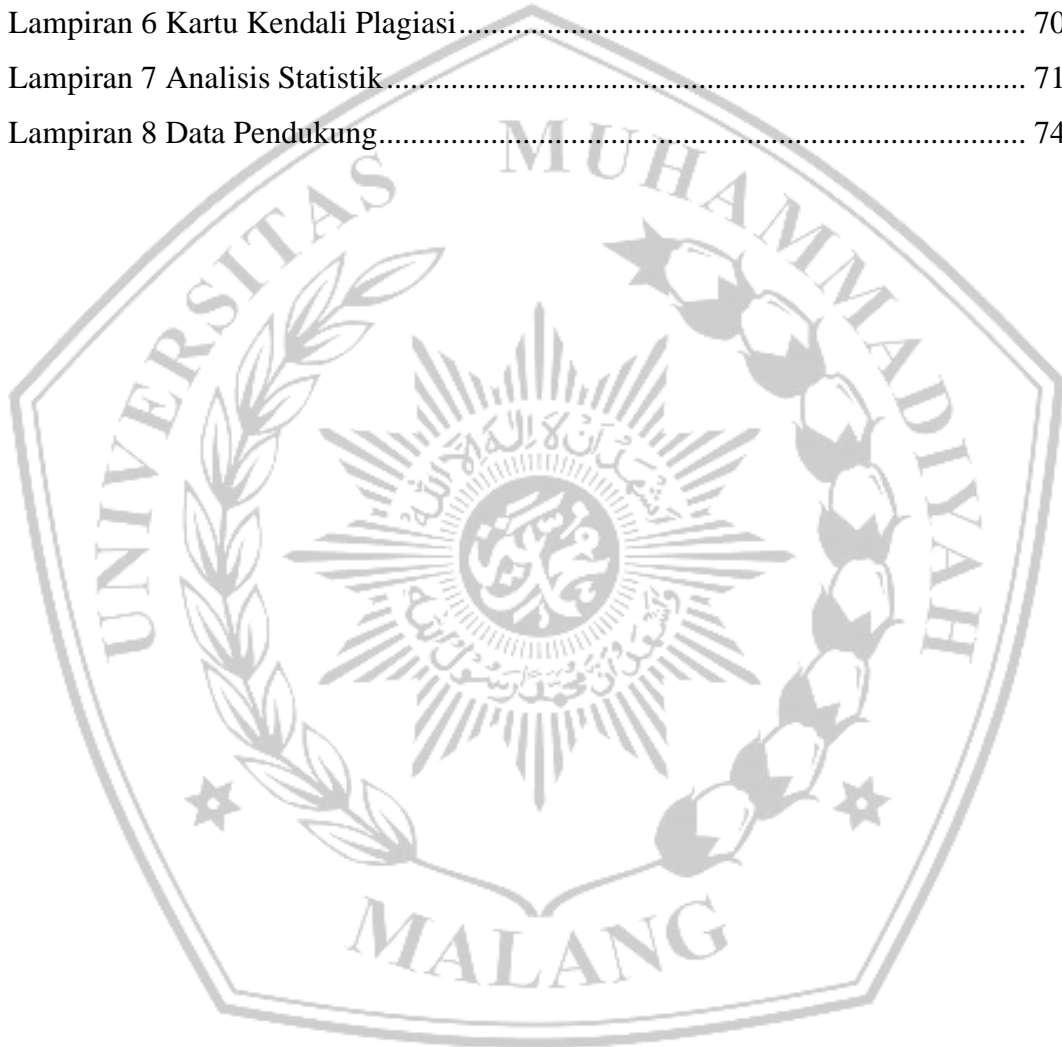 Lampiran 6 Kartu Kendali Plagiasi............................................................................ 70
Lampiran 7 Analisis Statistik..................................................................................... 71
Lampiran 8 Data Pendukung...................................................................................... 74
UNIVERSITAS MUHAMMADIYAH
MALANG